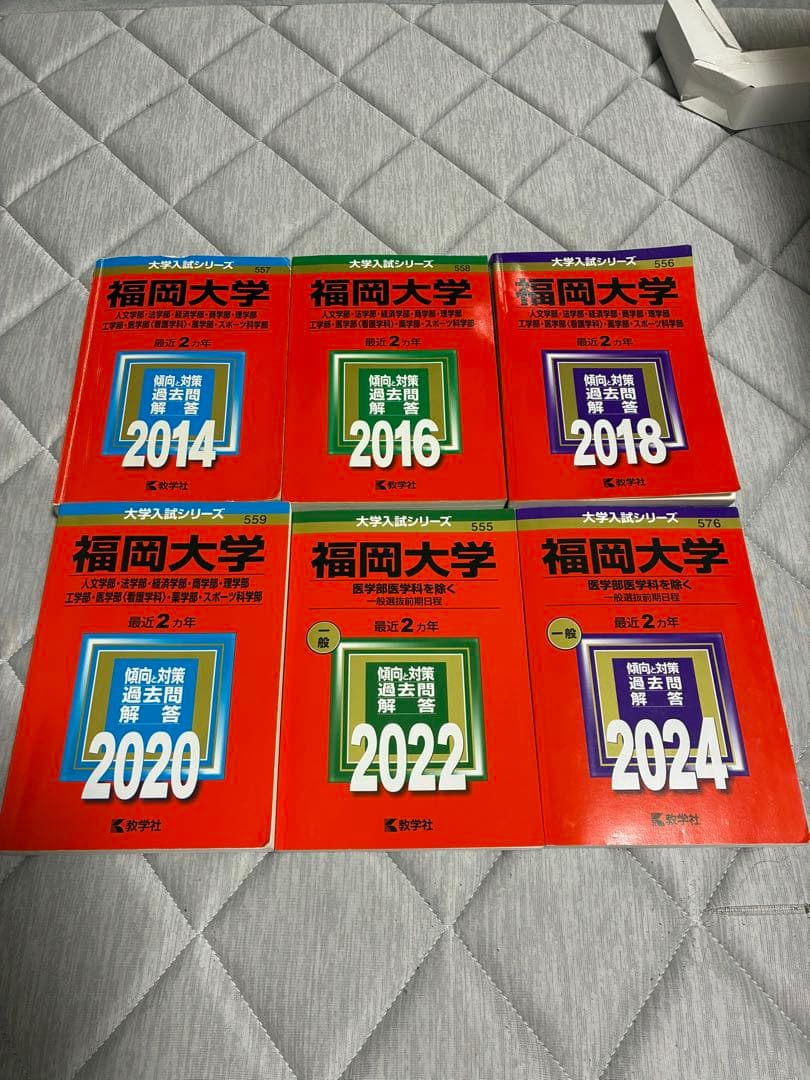 大学入試シリーズ
557
福岡大学
人文学部・法学部・経済学部・商学部・理学部
工学部・医学部〈看護学科〉・薬学部・スポーツ科学部
最近2カ年
傾向と対策
過去問
解答
2014
教学社
大学入試シリーズ
558
福岡大学
人文学部・法学部・経済学部・商学部・理学部
工学部・医学部〈看護学科〉・薬学部・スポーツ科学部
最近2カ年
傾向と対策
過去問
解答
2016
教学社
大学入試シリーズ
556
福岡大学
人文学部・法学部・経済学部・商学部・理学部
工学部・医学部〈看護学科〉・薬学部・スポーツ科学部
最近2カ年
傾向と対策
過去問
解答
2018
教学社
大学入試シリーズ
559
福岡大学
人文学部・法学部・経済学部・商学部・理学部
工学部・医学部〈看護学科〉・薬学部・スポーツ科学部
最近2カ年
傾向と対策
過去問
解答
2020
教学社
大学入試シリーズ
555
福岡大学
医学部医学科を除く
一般選抜前期日程
一般
最近2カ年
傾向と対策
過去問
解答
2022
教学社
大学入試シリーズ
576
福岡大学
医学部医学科を除く
一般選抜前期日程
一般
最近2カ年
傾向と対策
過去問
解答
2024
教学社